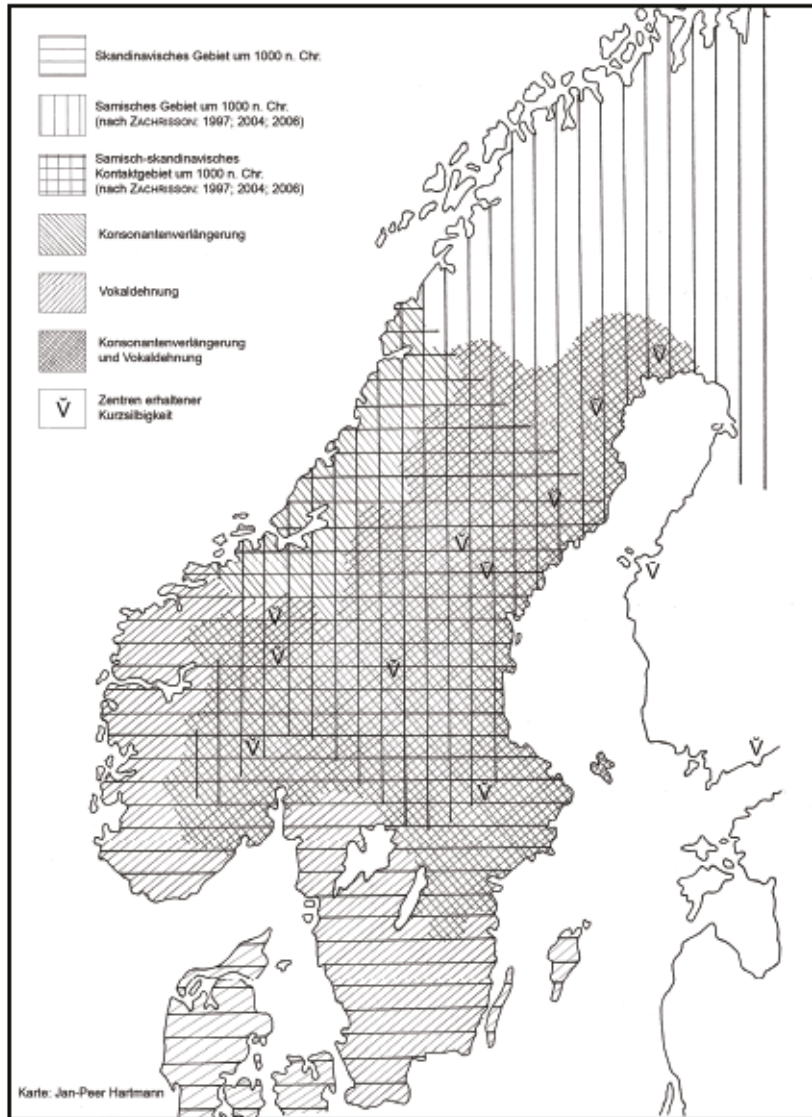 Skandinavisches Gebiet um 1000 n. Chr.
Samisches Gebiet um 1000 n. Chr.
(nach ZACHRISSON: 1997; 2004; 2006)
Samisch-skandinavisches
Kontaktgebiet um 1000 n. Chr.
(nach ZACHRISSON: 1997; 2004; 2006)
Konsonantenverlängerung
Vokaldehnung
Konsonantenverlängerung
und Vokaldehnung
V̆
Zentren erhaltener
Kurzsilbigkeit
V̆
V̆
V̆
V̆
V̆
V̆
V̆
V̆
V̆
V̆
V̆
V̆
Karte: Jan-Peer Hartmann